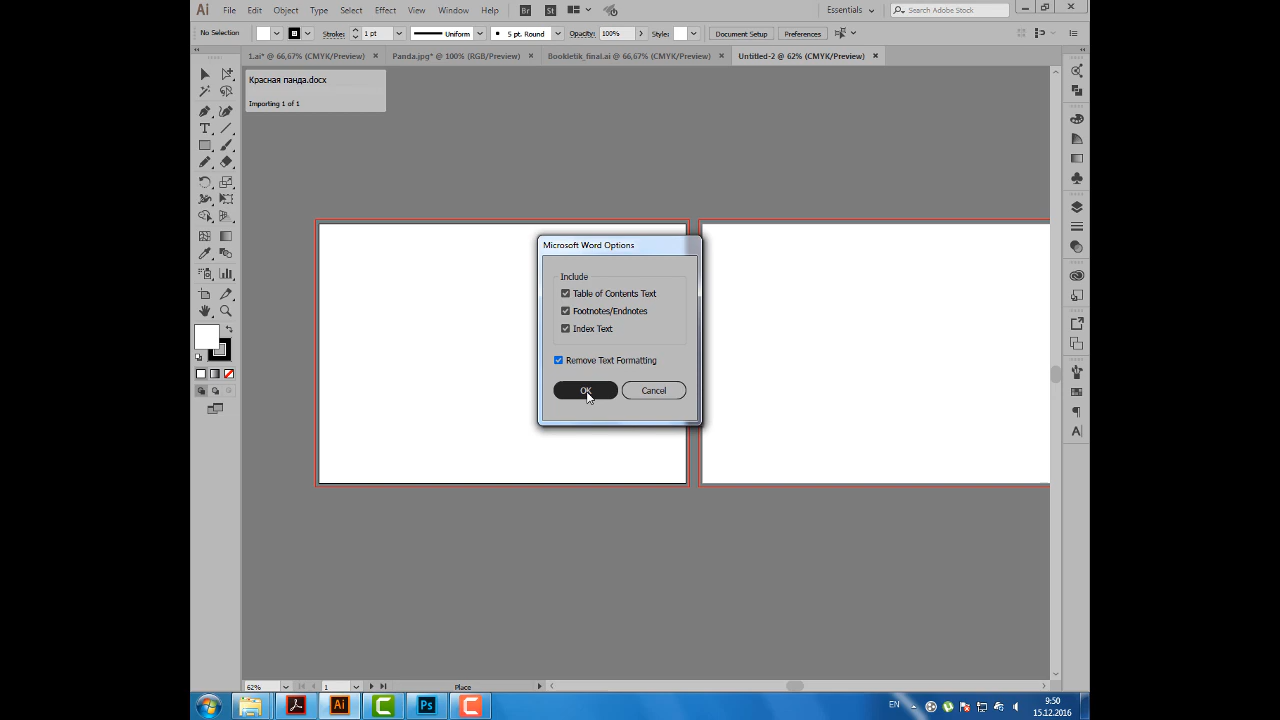 Ai File Edit Object Type Select Effect View Window Help Br St Essentials Search Adobe Stock
No Selection Stroke: 1 pt Uniform 5 pt. Round Opacity: 100% Style: Document Setup Preferences
1.ai* @ 66,67% (CMYK/Preview) Panda.jpg* @ 100% (RGB/Preview) Bookletik_final.ai @ 66,67% (CMYK/Preview) Untitled-2 @ 62% (CMYK/Preview)
Красная панда.docx
Importing 1 of 1
Microsoft Word Options
Include
Table of Contents Text
Footnotes/Endnotes
Index Text
Remove Text Formatting
OK Cancel
62% 1 Place
Ai Ps EN 9:50
15.12.2016